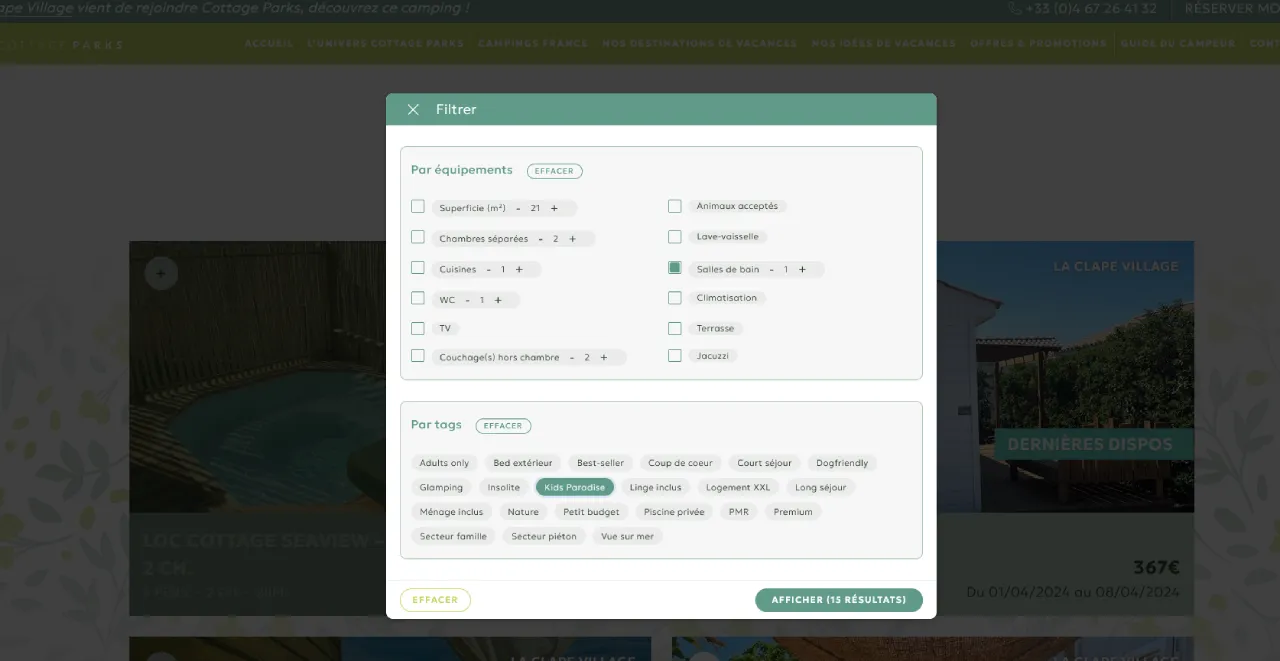 ape Village vient de rejoindre Cottage Parks, découvrez ce camping !
+33 (0)4 67 26 41 32
RÉSERVER MO
COTTAGE PARKS
ACCUEIL
L'UNIVERS COTTAGE PARKS
CAMPINGS FRANCE
NOS DESTINATIONS DE VACANCES
NOS IDÉES DE VACANCES
OFFRES & PROMOTIONS
GUIDE DU CAMPEUR
CONT
Filtrer
Par équipements
EFFACER
Superficie (m²) - 21 +
Animaux acceptés
Chambres séparées - 2 +
Lave-vaisselle
Cuisines - 1 +
Salles de bain - 1 +
WC - 1 +
Climatisation
TV
Terrasse
Couchage(s) hors chambre - 2 +
Jacuzzi
Par tags
EFFACER
Adults only
Bed extérieur
Best-seller
Coup de coeur
Court séjour
Dogfriendly
Glamping
Insolite
Kids Paradise
Linge inclus
Logement XXL
Long séjour
Ménage inclus
Nature
Petit budget
Piscine privée
PMR
Premium
Secteur famille
Secteur piéton
Vue sur mer
EFFACER
AFFICHER (15 RÉSULTATS)
LA CLAPE VILLAGE
DERNIÈRES DISPOS
LOC COTTAGE SEAVIEW -
2 CH.
367€
Du 01/04/2024 au 08/04/2024
LA CLAPE VILLAGE
LA CLAPE VILLAGE